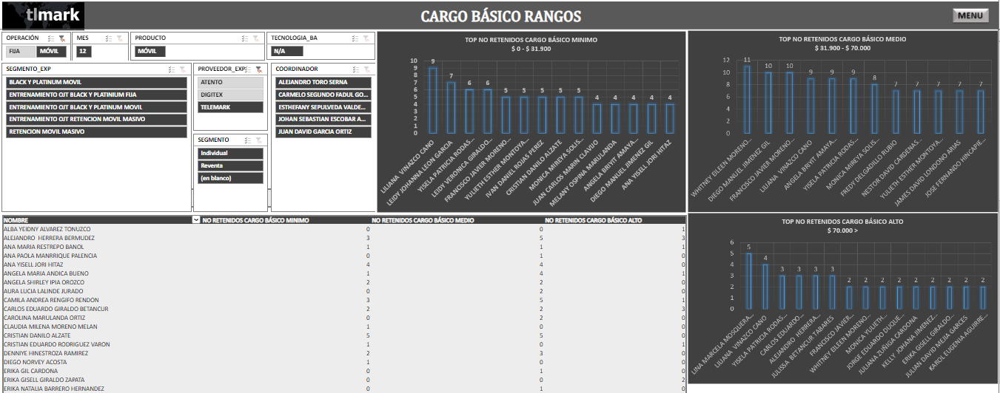 tlmark
CARGO BÁSICO RANGOS
MENU
OPERACIÓN
FIJA
MÓVIL
MES
12
PRODUCTO
MÓVIL
TECNOLOGIA_BA
N/A
SEGMENTO_EXP
BLACK Y PLATINUM MOVIL
ENTRENAMIENTO OJT BLACK Y PLATINIUM FIJA
ENTRENAMIENTO OJT BLACK Y PLATINUM MOVIL
ENTRENAMIENTO OJT RETENCION MOVIL MASIVO
RETENCION MOVIL MASIVO
PROVEEDOR_EXP
ATENTO
DIGITEX
TELEMARK
SEGMENTO
Individual
Reventa
(en blanco)
COORDINADOR
ALEJANDRO TORO SERNA
CARMELO SEGUNDO FADUL GO...
ESTHEFANY SEPULVEDA VALDE...
JOHAN SEBASTIAN ESCOBAR A...
JUAN DAVID GARCIA ORTIZ
TOP NO RETENIDOS CARGO BÁSICO MINIMO
$ 0 - $ 31.900
10
9
8
7
6
5
4
3
2
1
0
9 7 6 6 5 5 5 5 5 4 4 4 4 4
LILIANA VINAZCO CANO
LEIDY JOHANNA LEON GARCIA
YISELA PATRICIA RODAS...
LEIDY VERONICA GIRALDO...
FRANCISCO JAVIER MORENO...
YULIETH ESTHER MONTOYA...
IVAN DANIEL ROJAS PEREZ
CRISTIAN DANILO ALZATE
MONICA MIREYA SOLIS...
JUAN CARLOS MARIN CLAVIJO
MELANY OSPINA MARULANDA
ANGELA BRIYIT AMAYA...
DIEGO MANUEL JIMENEZ GIL
ANA YISELL JORI HITAZ
TOP NO RETENIDOS CARGO BÁSICO MEDIO
$ 31.900 - $ 70.000
12
10
8
6
4
2
0
11 10 10 9 9 9 8 7 7 7 7 7
WHITNEY EILEEN MORENO...
DIEGO MANUEL JIMENEZ GIL
FRANCISCO JAVIER MORENO...
LILIANA VINAZCO CANO
ANGELA BRIYIT AMAYA...
YISELA PATRICIA RODAS...
MONICA MIREYA SOLIS...
FREDY DELGADILLO RUBIO
NESTOR DAVID CARDENAS...
YULIETH ESTHER MONTOYA...
JAMES DAVID LONDOÑO ARIAS
JOSE FERNANDO HINCAPIE...
NOMBRE NO RETENIDOS CARGO BÁSICO MINIMO NO RETENIDOS CARGO BÁSICO MEDIO NO RETENIDOS CARGO BÁSICO ALTO
ALBA YEIDNY ALVAREZ TONUZCO 0 0 1
ALEJANDRO HERRERA BERMUDEZ 3 5 3
ANA MARIA RESTREPO BANOL 1 1 1
ANA PAOLA MANRRIQUE PALENCIA 0 1 0
ANA YISELL JORI HITAZ 4 4 0
ANGELA MARIA ANDICA BUENO 1 4 1
ANGELA SHIRLEY IPIA OROZCO 2 2 0
AURA LUCIA LALINDE JURADO 0 2 0
CAMILA ANDREA RENGIFO RENDON 3 5 1
CARLOS EDUARDO GIRALDO BETANCUR 2 2 3
CAROLINA MARULANDA ORTIZ 0 2 0
CLAUDIA MILENA MORENO MELAN 1 0 0
CRISTIAN DANILO ALZATE 5 5 0
CRISTIAN EDUARDO RODRIGUEZ VARON 1 0 1
DENNIYE HINESTROZA RAMIREZ 2 3 0
DIEGO NORVEY ACOSTA 1 0 0
ERIKA GIL CARDONA 0 1 0
ERIKA GISELL GIRALDO ZAPATA 0 0 2
ERIKA NATALIA BARRERO HERNANDEZ 0 1 0
TOP NO RETENIDOS CARGO BÁSICO ALTO
$ 70.000 >
6
5
4
3
2
1
0
5 4 3 3 3 3 2 2 2 2 2 2 2 2 2
LINA MARCELA MOSQUERA...
LILIANA VINAZCO CANO
YISELA PATRICIA RODAS...
CARLOS EDUARDO...
ALEJANDRO HERRERA...
JULISSA BETANCUR TABARES
FRANCISCO JAVIER...
WHITNEY EILEEN MORENO...
MONICA YULIETH...
JORGE EDUARDO DUQUE...
JULIANA ZUÑIGA CARDONA
KELLY JOHANA JIMENEZ...
ERIKA GISELL GIRALDO...
JULIAN DAVID MEJIA GARCES
KAROL EUGENIA AGUIRRE...